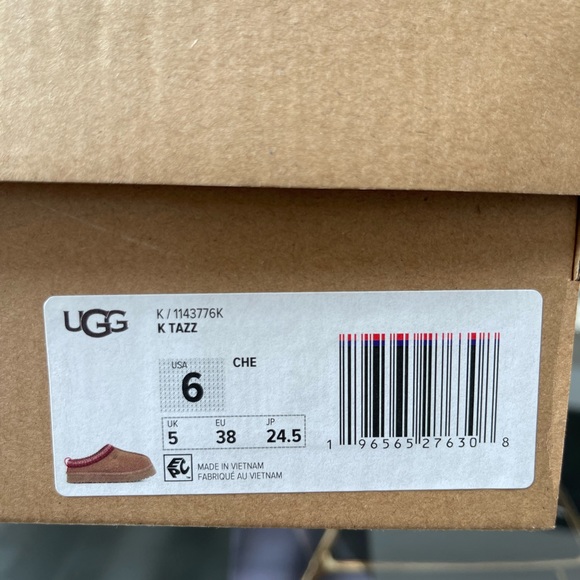 UGG
K / 1143776K
K TAZZ
USA
6
CHE
UK EU JP
5 38 24.5
MADE IN VIETNAM
FABRIQUÉ AU VIETNAM
1 96565 27630 8